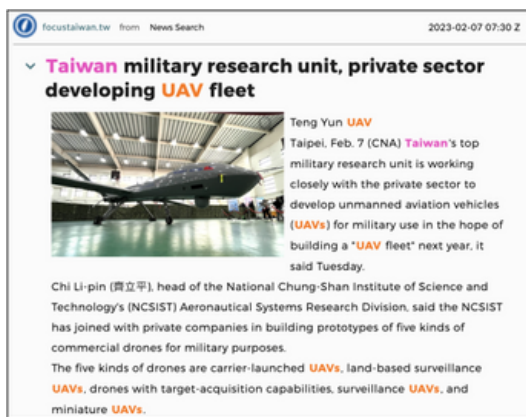 focustaiwan.tw from News Search 2023-02-07 07:30 Z
Taiwan military research unit, private sector
developing UAV fleet
Teng Yun UAV
Taipei, Feb. 7 (CNA) Taiwan's top
military research unit is working
closely with the private sector to
develop unmanned aviation vehicles
(UAVs) for military use in the hope of
building a "UAV fleet" next year, it
said Tuesday.
Chi Li-pin (齊立平), head of the National Chung-Shan Institute of Science and
Technology's (NCSIST) Aeronautical Systems Research Division, said the NCSIST
has joined with private companies in building prototypes of five kinds of
commercial drones for military purposes.
The five kinds of drones are carrier-launched UAVs, land-based surveillance
UAVs, drones with target-acquisition capabilities, surveillance UAVs, and
miniature UAVs.